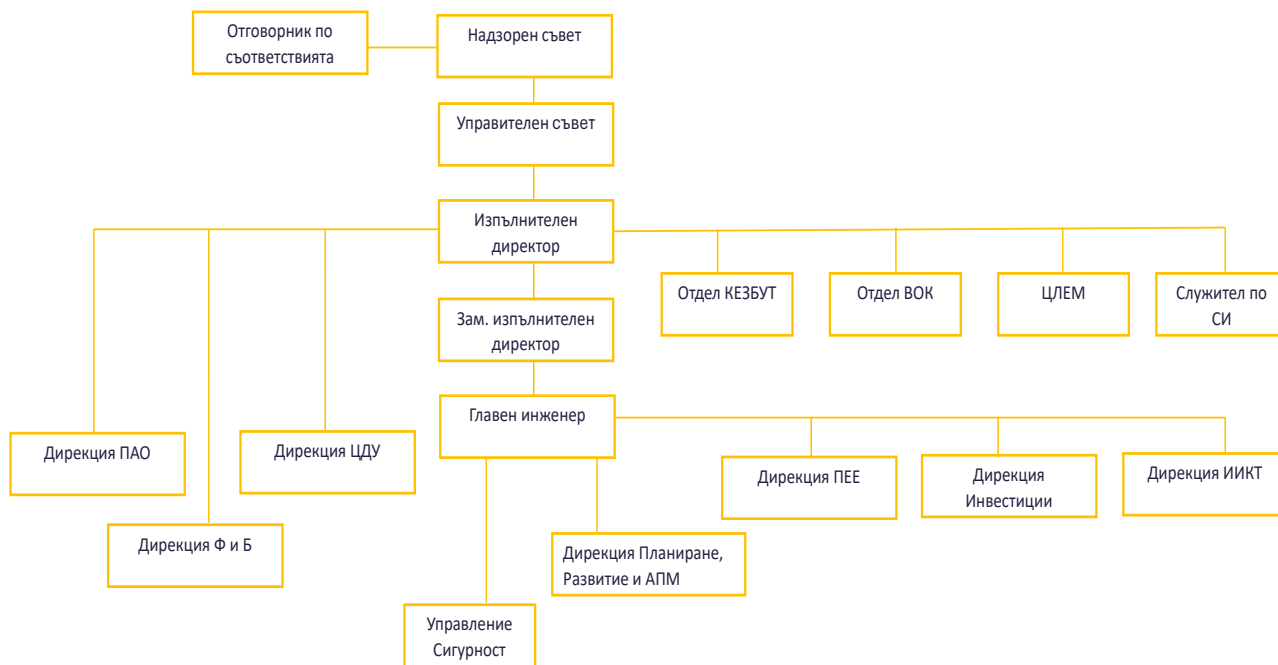 Отговорник по
съответствията
Надзорен съвет
Управителен съвет
Изпълнителен
директор
Отдел КЕЗБУТ
Отдел ВОК
ЦЛЕМ
Служител по
СИ
Зам. изпълнителен
директор
Главен инженер
Дирекция ПАО
Дирекция ЦДУ
Дирекция ПЕЕ
Дирекция
Инвестиции
Дирекция ИИКТ
Дирекция Ф и Б
Дирекция Планиране,
Развитие и АПМ
Управление
Сигурност